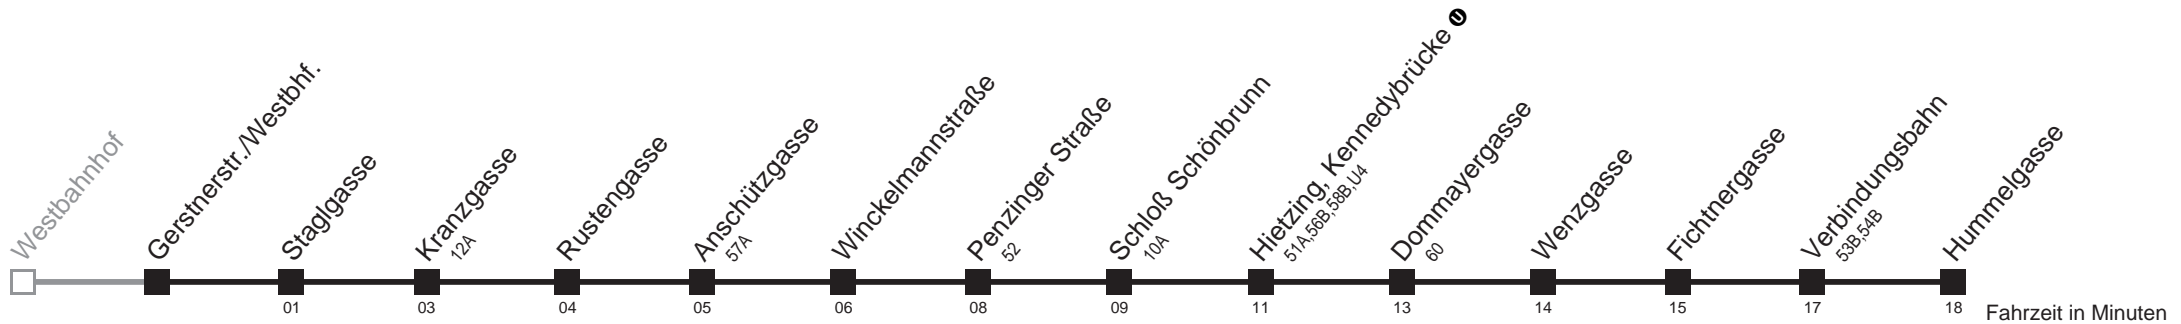 Westbahnhof
Gerstnerstr./Westbhf.
Staglgasse
Kranzgasse
12A
Rustengasse
Anschützgasse
57A
Winckelmannstraße
Penzinger Straße
52
Schloß Schönbrunn
10A
Hietzing, Kennedybrücke U
51A,56B,58B,U4
Dommayergasse
60
Wenzgasse
Fichtnergasse
Verbindungsbahn
53B,54B
Hummelgasse
01 03 04 05 06 08 09 11 13 14 15 17 18 Fahrzeit in Minuten